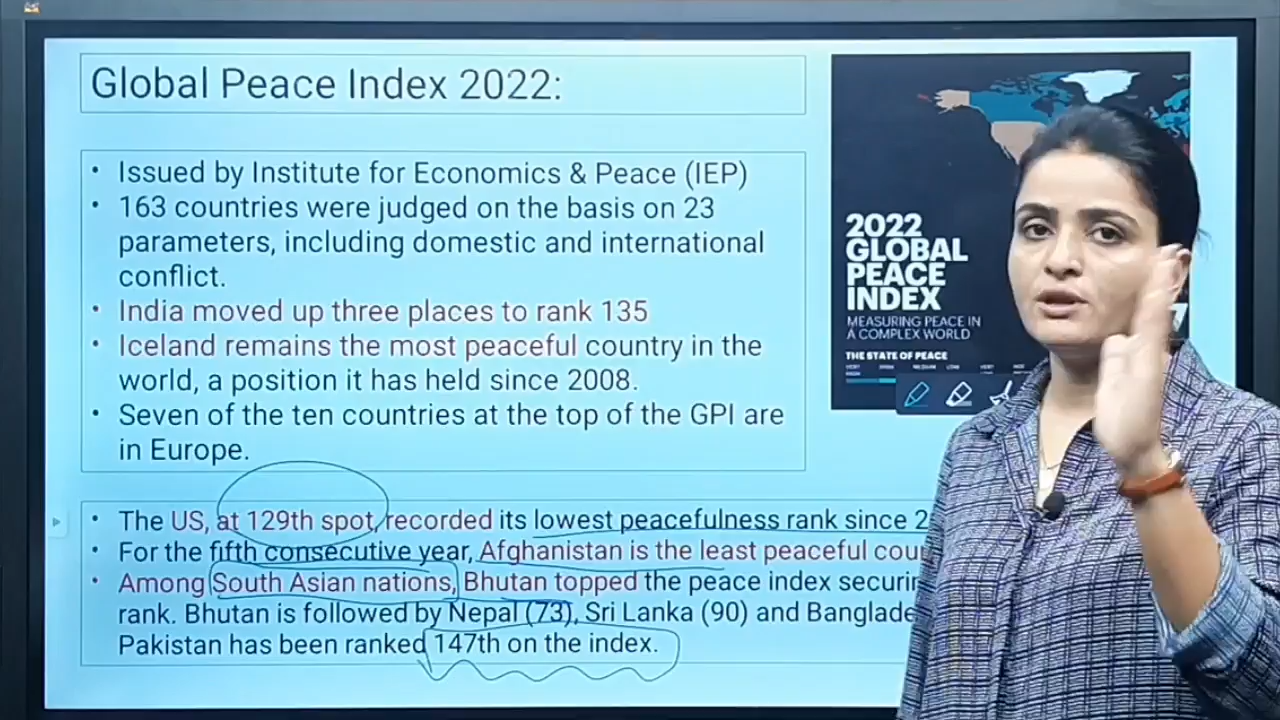 Global Peace Index 2022:
• Issued by Institute for Economics & Peace (IEP)
• 163 countries were judged on the basis on 23
parameters, including domestic and international
conflict.
• India moved up three places to rank 135
• Iceland remains the most peaceful country in the
world, a position it has held since 2008.
• Seven of the ten countries at the top of the GPI are
in Europe.
2022
GLOBAL
PEACE
INDEX
MEASURING PEACE IN
A COMPLEX WORLD
THE STATE OF PEACE
• The US, at 129th spot, recorded its lowest peacefulness rank since
• For the fifth consecutive year, Afghanistan is the least peaceful
• Among South Asian nations, Bhutan topped the peace index
rank. Bhutan is followed by Nepal (73), Sri Lanka (90) and
Pakistan has been ranked 147th on the index.